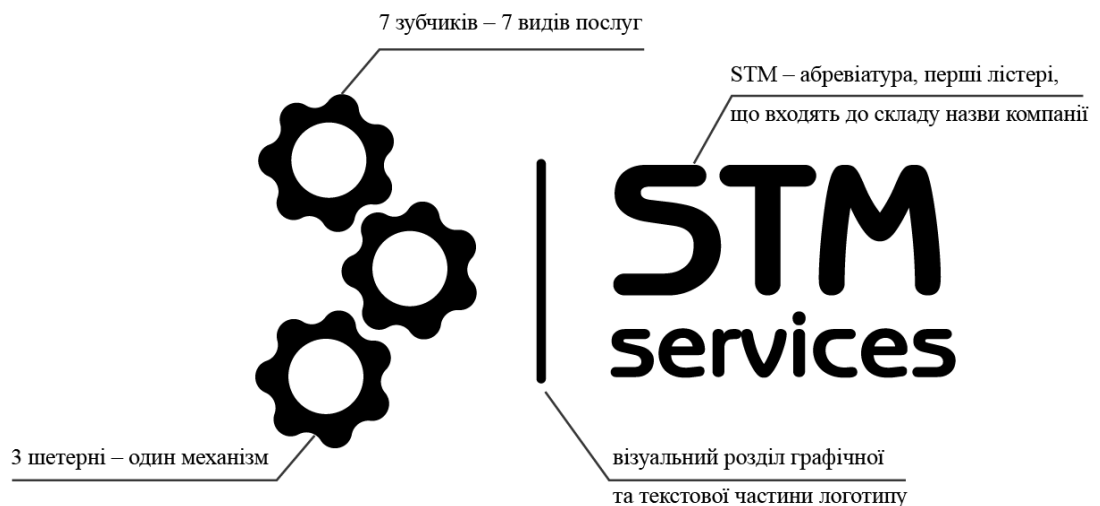 7 зубчиків – 7 видів послуг
STM – абревіатура, перші лістері,
що входять до складу назви компанії
STM
services
3 шетерні – один механізм
візуальний розділ графічної
та текстової частини логотипу